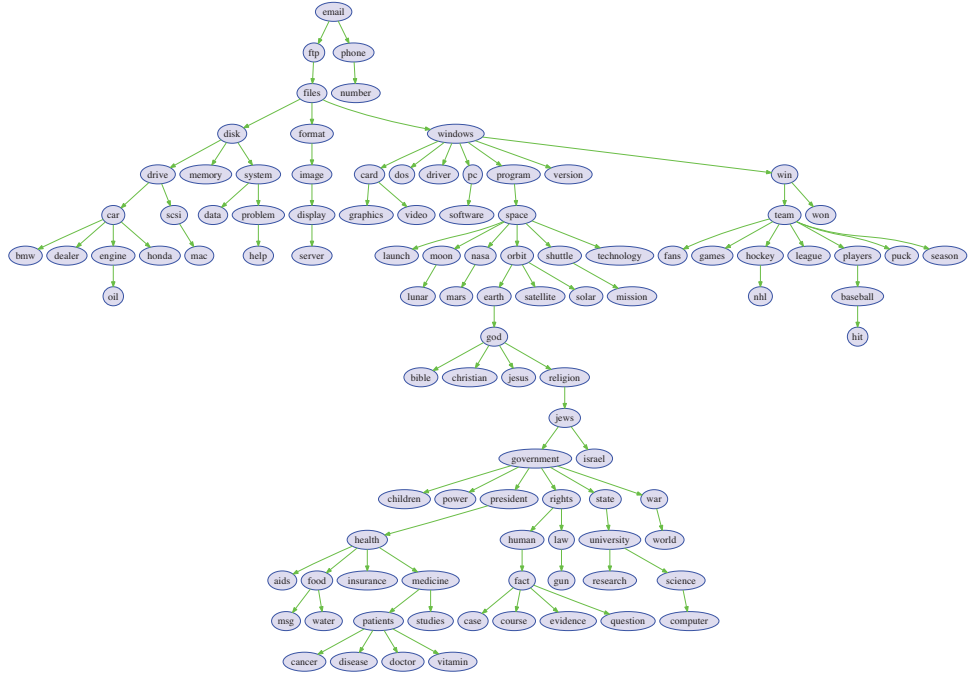 email
ftp phone
files number
disk format windows
drive memory system image card dos driver pc program version win
car scsi data problem display graphics video software space team won
bmw dealer engine honda mac help server launch moon nasa orbit shuttle technology fans games hockey league players puck season
oil lunar mars earth satellite solar mission nhl baseball
god hit
bible christian jesus religion
jews
government israel
children power president rights state war
health human law university world
aids food insurance medicine fact gun research science
msg water patients studies case course evidence question computer
cancer disease doctor vitamin